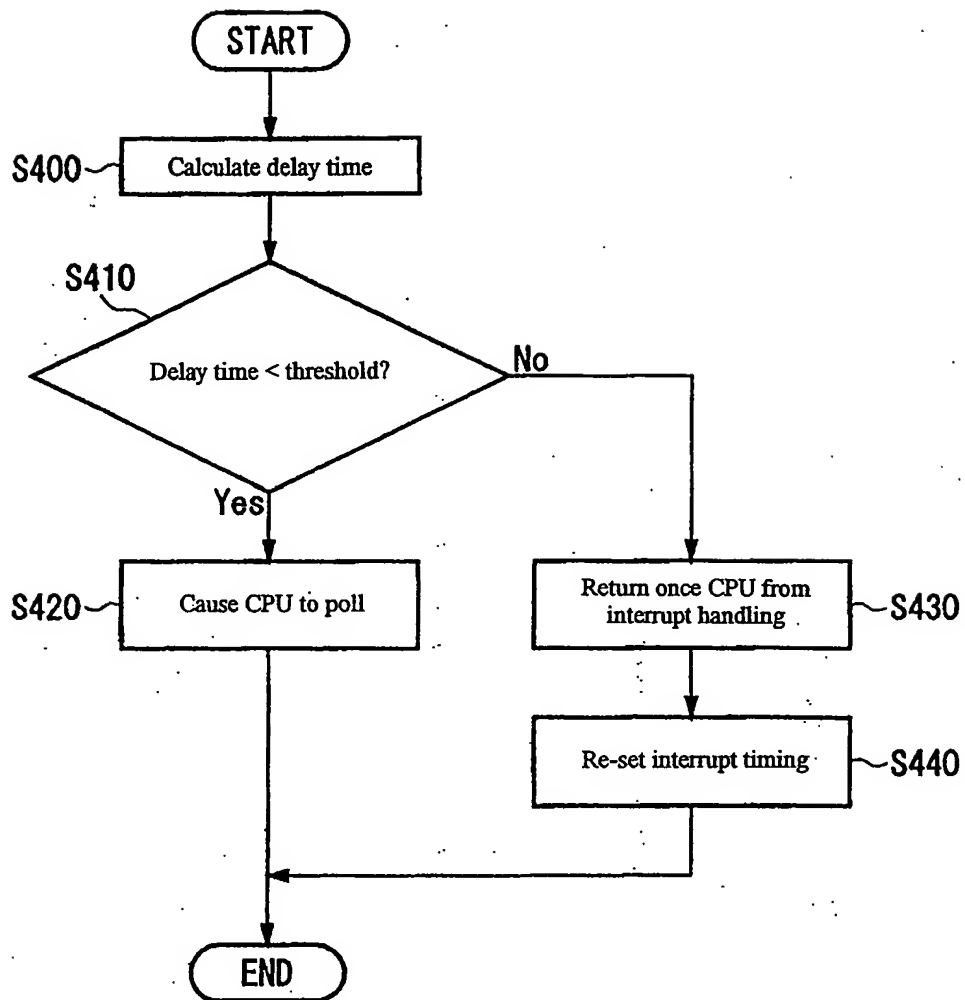 START
S400
Calculate delay time
S410
Delay time < threshold?
No
Yes
S420
Cause CPU to poll
Return once CPU from
interrupt handling
S430
Re-set interrupt timing
S440
END